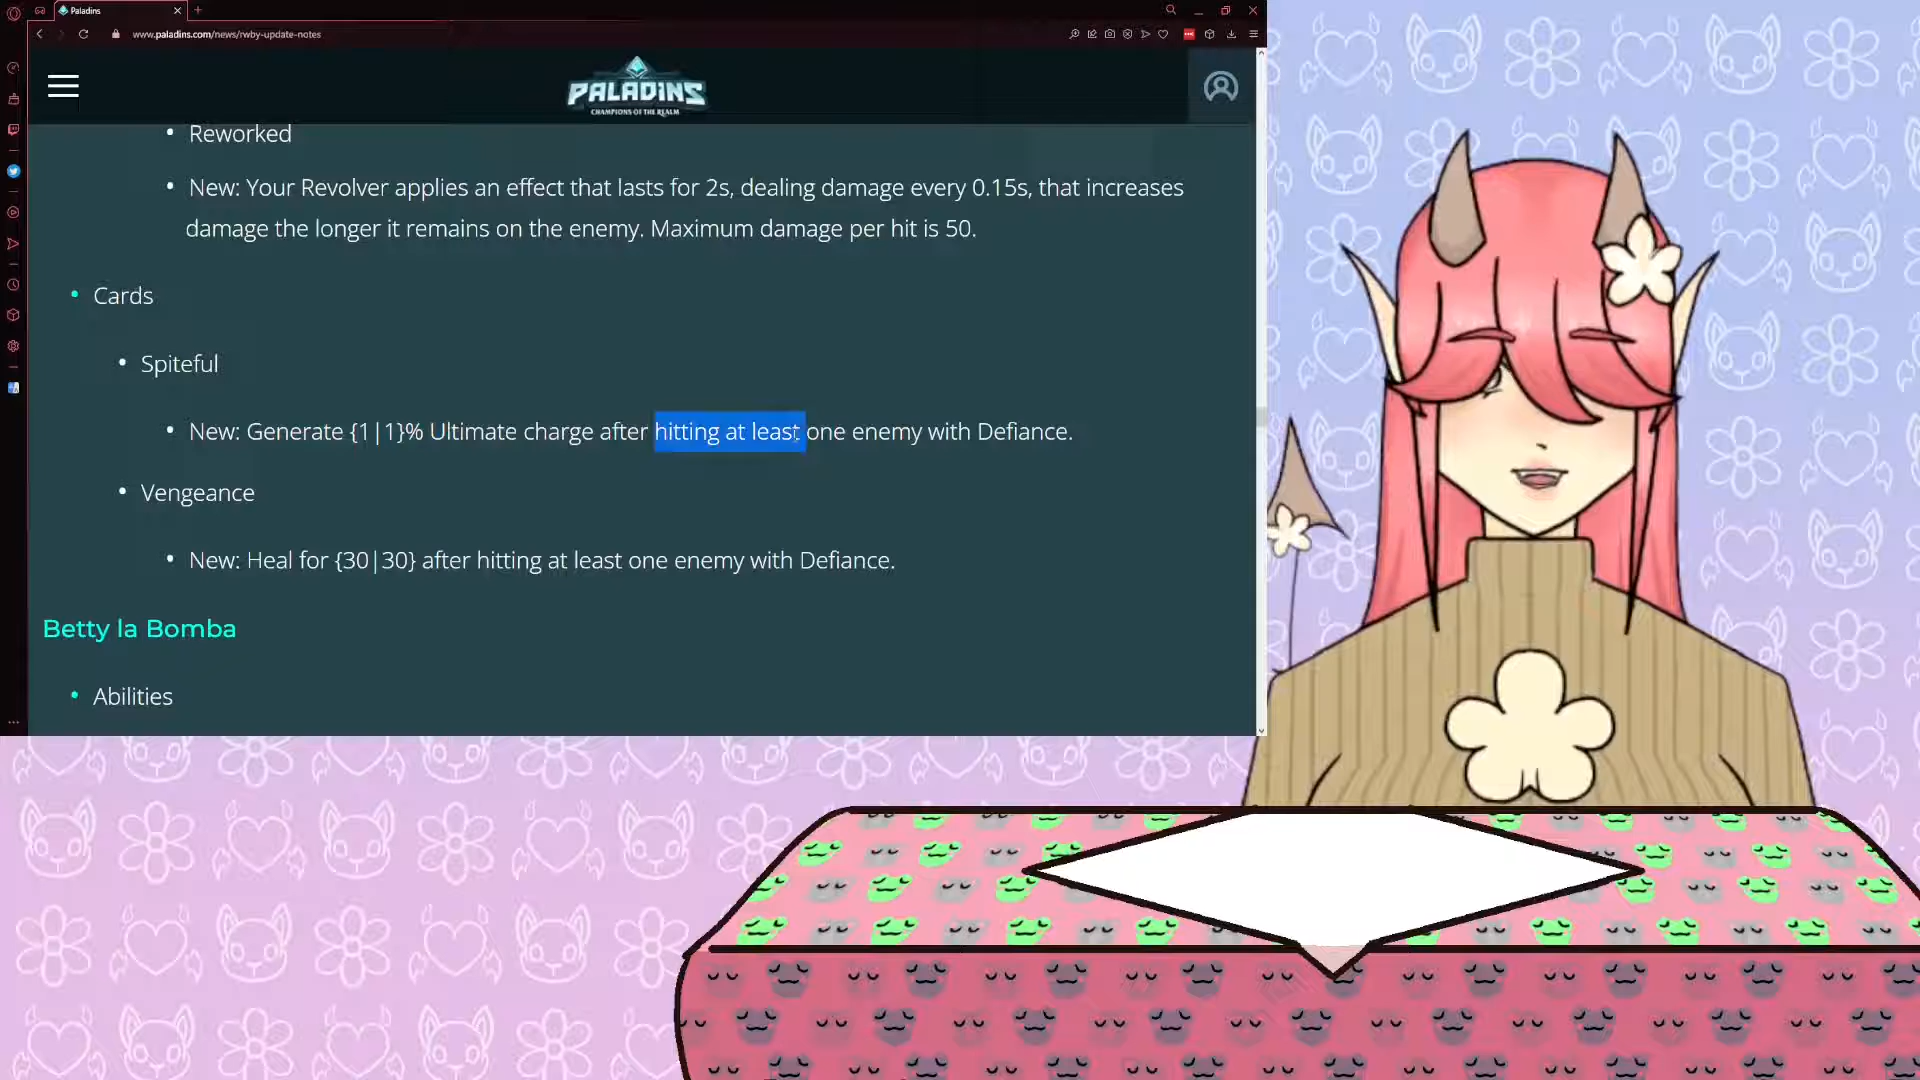 Paladins
www.paladins.com/news/rwby-update-notes
PALADINS
CHAMPIONS OF THE REALM
Reworked
New: Your Revolver applies an effect that lasts for 2s, dealing damage every 0.15s, that increases
damage the longer it remains on the enemy. Maximum damage per hit is 50.
Cards
Spiteful
New: Generate {1|1}% Ultimate charge after hitting at least one enemy with Defiance.
Vengeance
New: Heal for {30|30} after hitting at least one enemy with Defiance.
Betty la Bomba
Abilities